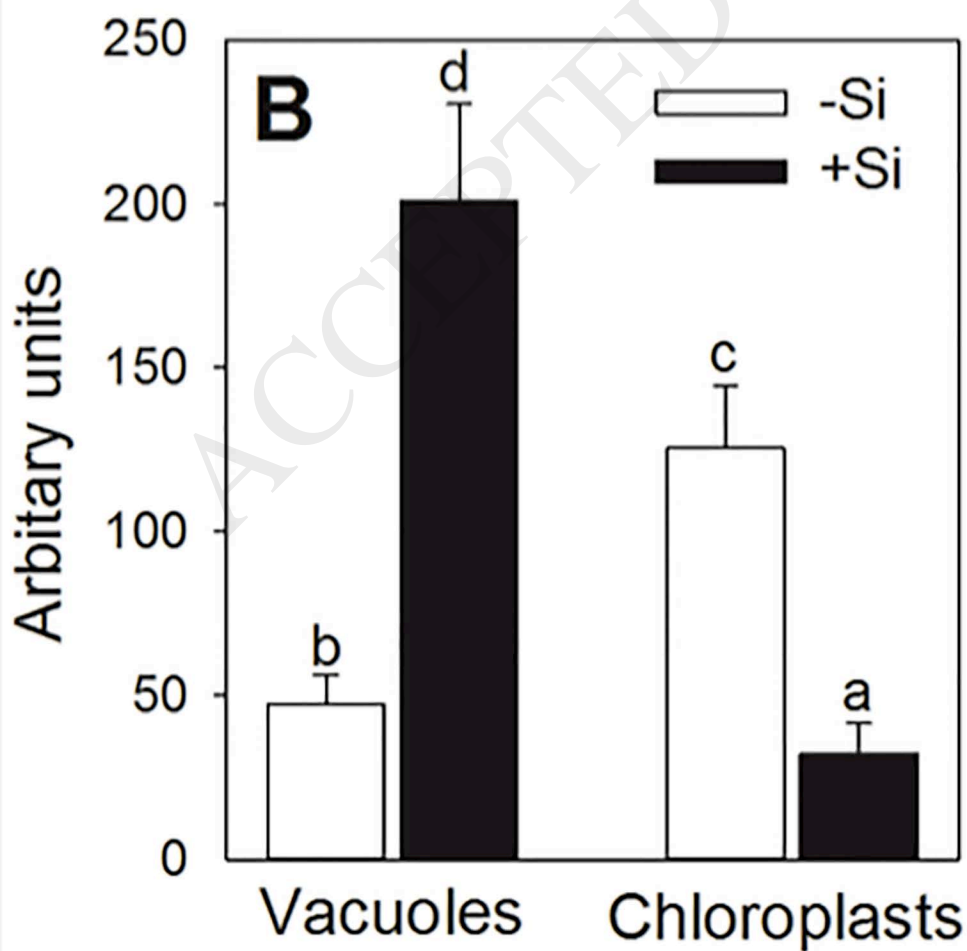 250
B
d
-Si
+Si
200
150
c
100
b
50
a
0
Arbitary units
Vacuoles
Chloroplasts
ACCEPTED